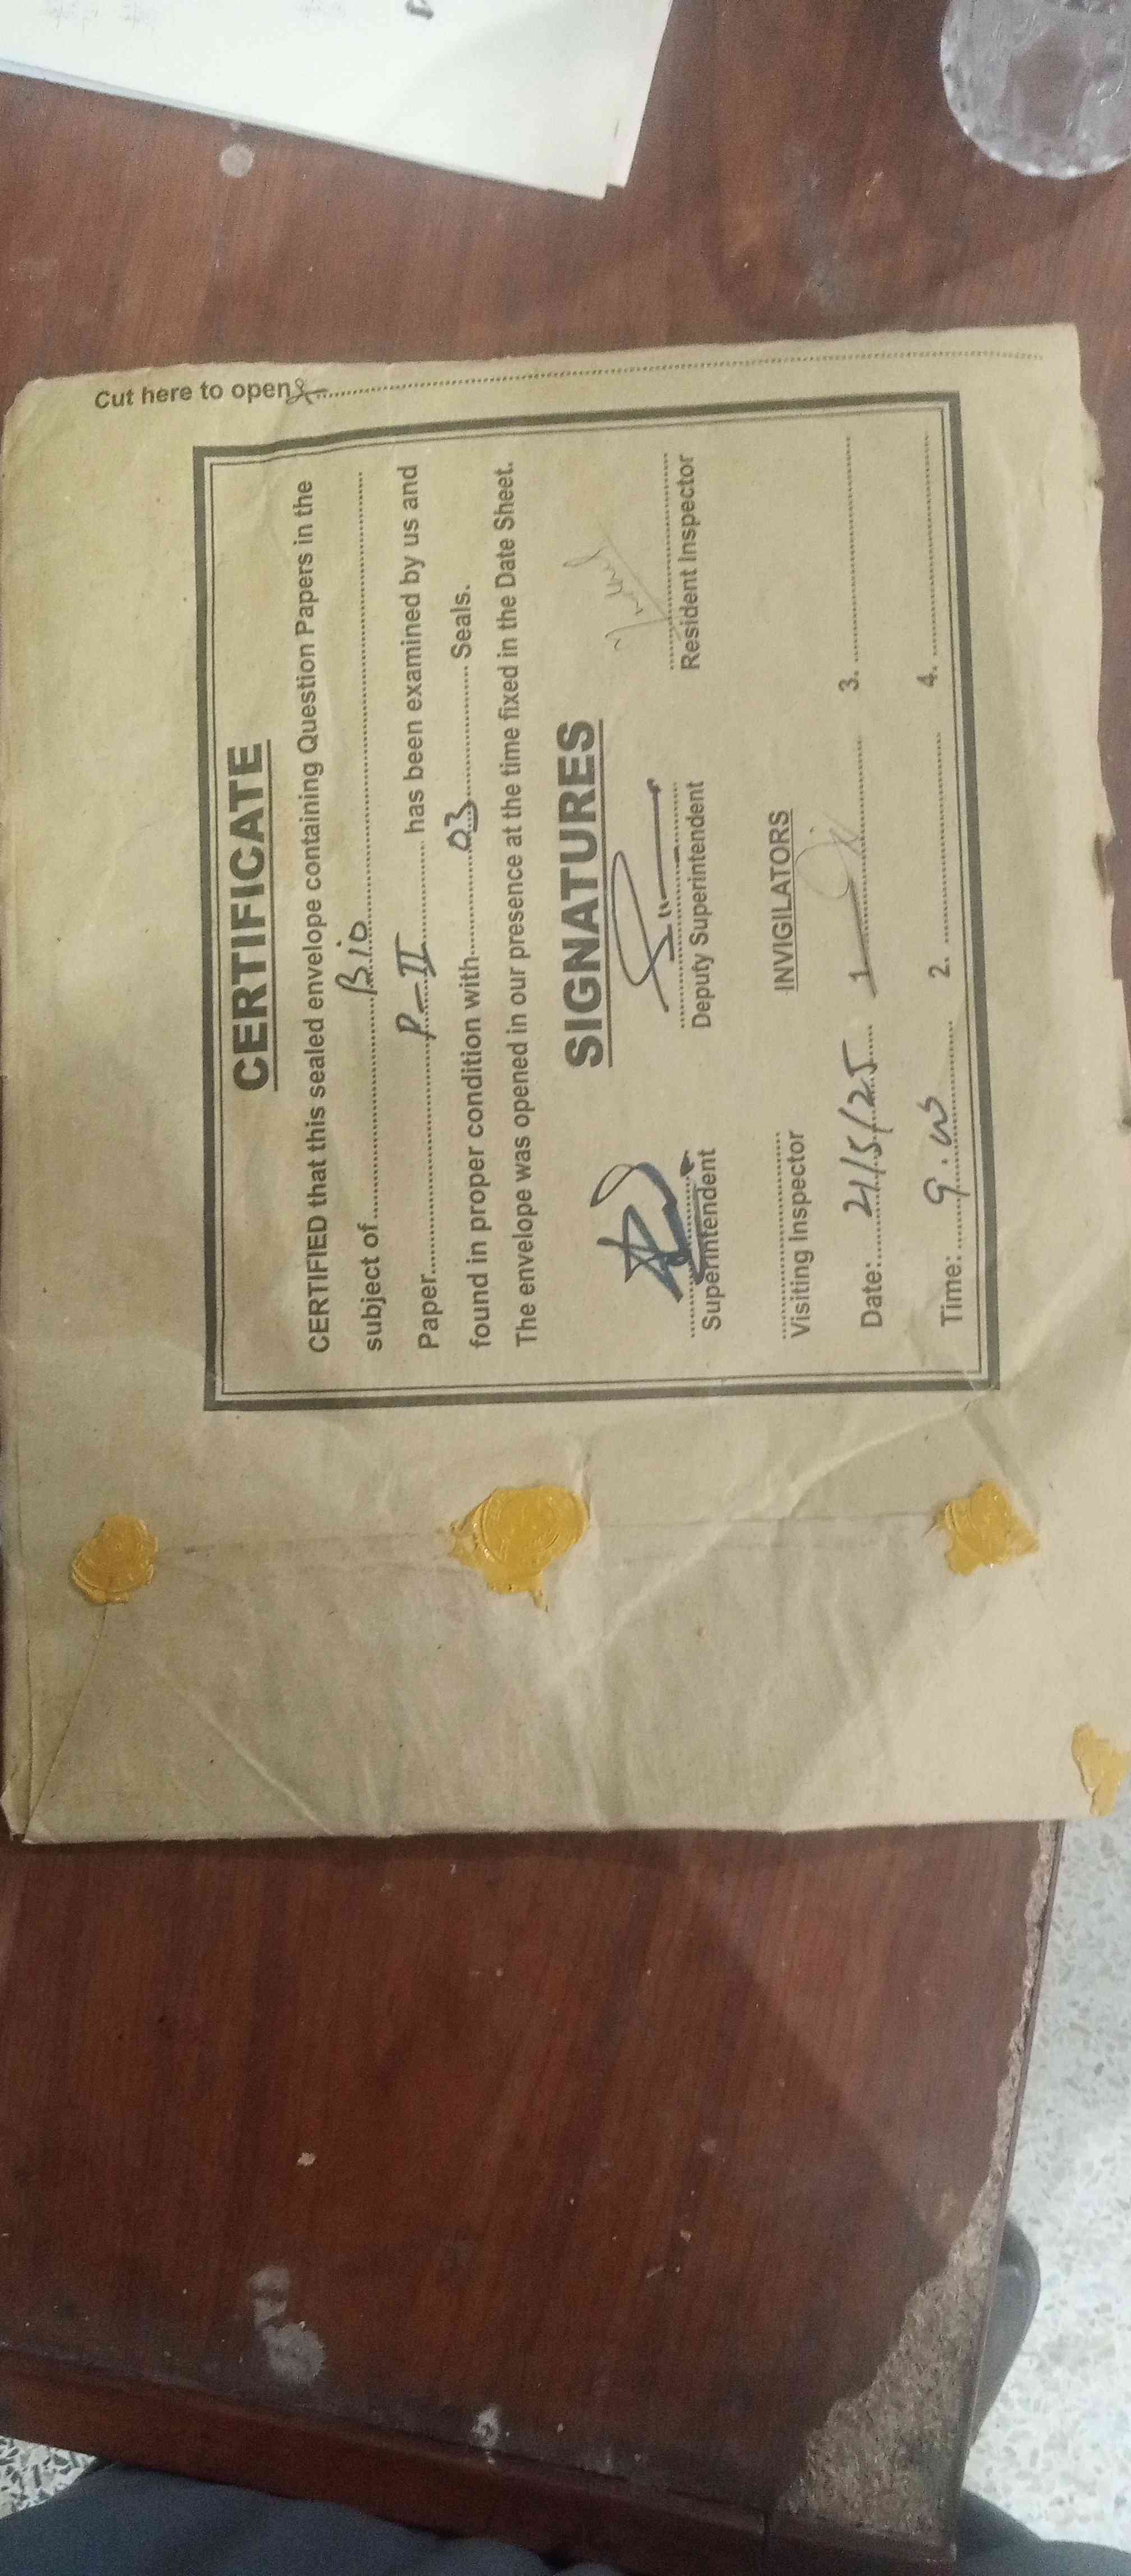 Cut here to open
CERTIFICATE
CERTIFIED that this sealed envelope containing Question Papers in the
subject of Bio
Paper P-II has been examined by us and
found in proper condition with 03 Seals.
The envelope was opened in our presence at the time fixed in the Date Sheet.
SIGNATURES
Superintendent Deputy Superintendent Resident Inspector
Visiting Inspector INVIGILATORS
Date: 21/5/25 1 3.
Time: 2. 4.